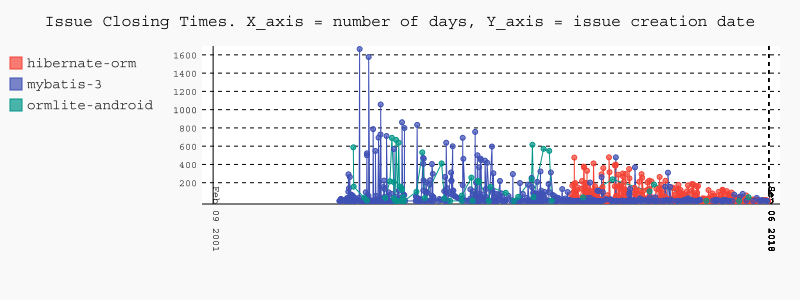 Issue Closing Times. X_axis = number of days, Y_axis = issue creation date
hibernate-orm
mybatis-3
ormlite-android
1600
1400
1200
1000
800
600
400
200
Feb 09 2001
06 2018